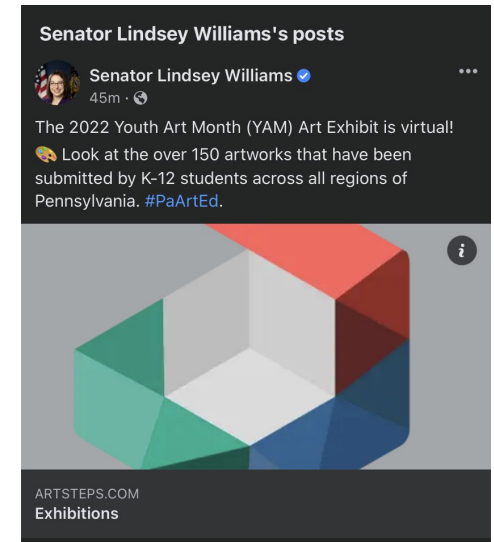 Senator Lindsey Williams's posts
Senator Lindsey Williams
45m ·
The 2022 Youth Art Month (YAM) Art Exhibit is virtual!
🎨 Look at the over 150 artworks that have been
submitted by K-12 students across all regions of
Pennsylvania. #PaArtEd.
i
ARTSTEPS.COM
Exhibitions